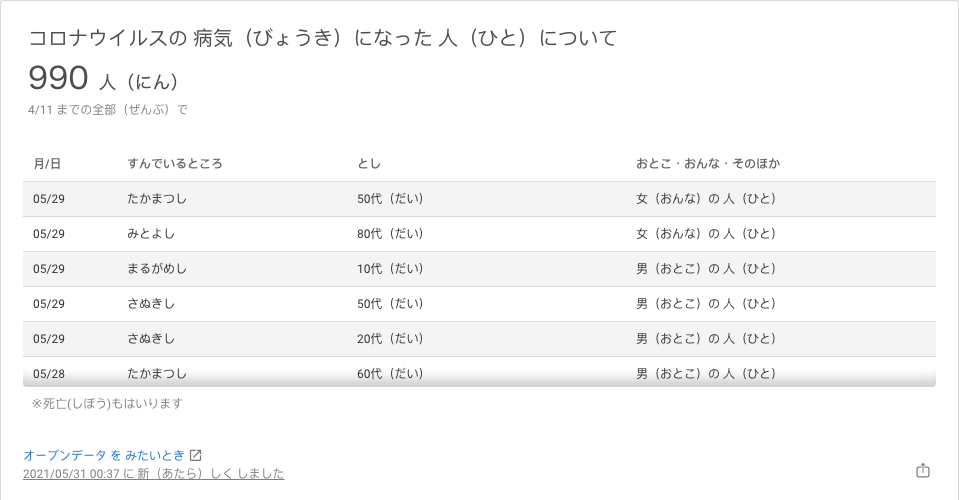 コロナウイルスの 病気（びょうき）になった 人（ひと）について
990 人（にん）
4/11 までの全部（ぜんぶ）で
月/日 すんでいるところ とし おとこ・おんな・そのほか
05/29 たかまつし 50代（だい） 女（おんな）の 人（ひと）
05/29 みとよし 80代（だい） 女（おんな）の 人（ひと）
05/29 まるがめし 10代（だい） 男（おとこ）の 人（ひと）
05/29 さぬきし 50代（だい） 男（おとこ）の 人（ひと）
05/29 さぬきし 20代（だい） 男（おとこ）の 人（ひと）
05/28 たかまつし 60代（だい） 男（おとこ）の 人（ひと）
※死亡(しぼう)もはいります
オープンデータ を みたいとき
2021/05/31 00:37 に 新（あたら）しく しました